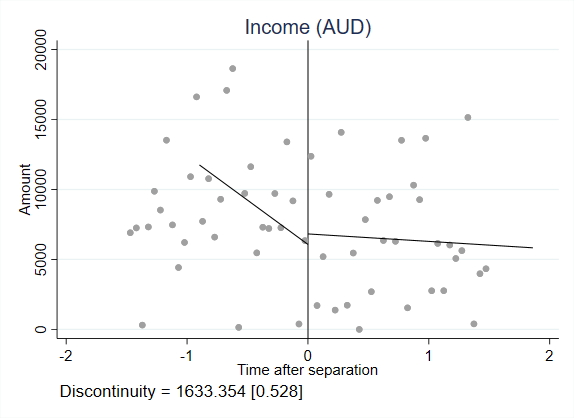 Income (AUD)
Amount
20000
15000
10000
5000
0
-2 -1 0 1 2
Time after separation
Discontinuity = 1633.354 [0.528]